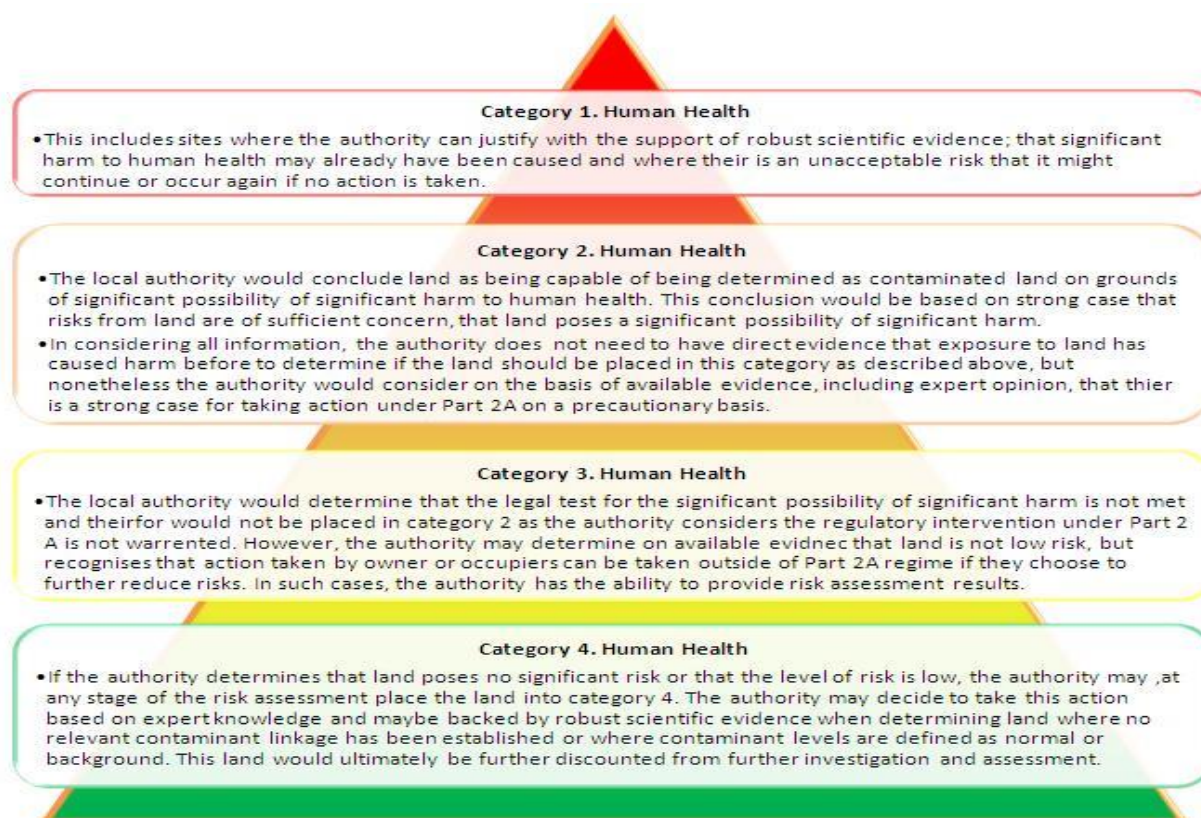 Category 1. Human Health
•This includes sites where the authority can justify with the support of robust scientific evidence; that significant
harm to human health may already have been caused and where their is an unacceptable risk that it might
continue or occur again if no action is taken.
Category 2. Human Health
•The local authority would conclude land as being capable of being determined as contaminated land on grounds
of significant possibility of significant harm to human health. This conclusion would be based on strong case that
risks from land are of sufficient concern, that land poses a significant possibility of significant harm.
•In considering all information, the authority does not need to have direct evidence that exposure to land has
caused harm before to determine if the land should be placed in this category as described above, but
nonetheless the authority would consider on the basis of available evidence, including expert opinion, that thier
is a strong case for taking action under Part 2A on a precautionary basis.
Category 3. Human Health
•The local authority would determine that the legal test for the significant possibility of significant harm is not met
and theirfor would not be placed in category 2 as the authority considers the regulatory intervention under Part 2
A is not warrented. However, the authority may determine on available evidnec that land is not low risk, but
recognises that action taken by owner or occupiers can be taken outside of Part 2A regime if they choose to
further reduce risks. In such cases, the authority has the ability to provide risk assessment results.
Category 4. Human Health
•If the authority determines that land poses no significant risk or that the level of risk is low, the authority may ,at
any stage of the risk assessment place the land into category 4. The authority may decide to take this action
based on expert knowledge and maybe backed by robust scientific evidence when determining land where no
relevant contaminant linkage has been established or where contaminant levels are defined as normal or
background. This land would ultimately be further discounted from further investigation and assessment.